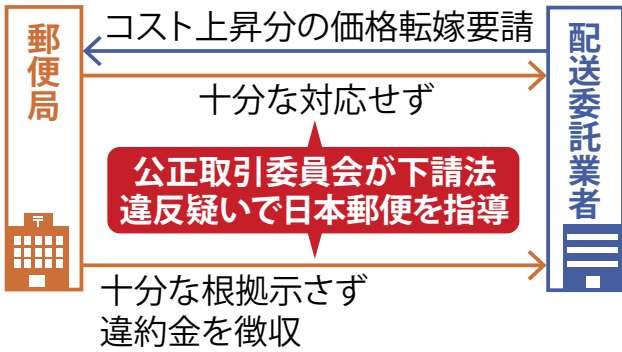 コスト上昇分の価格転嫁要請
郵便局
配送委託業者
十分な対応せず
公正取引委員会が下請法
違反疑いで日本郵便を指導
〒
十分な根拠示さず
違約金を徴収